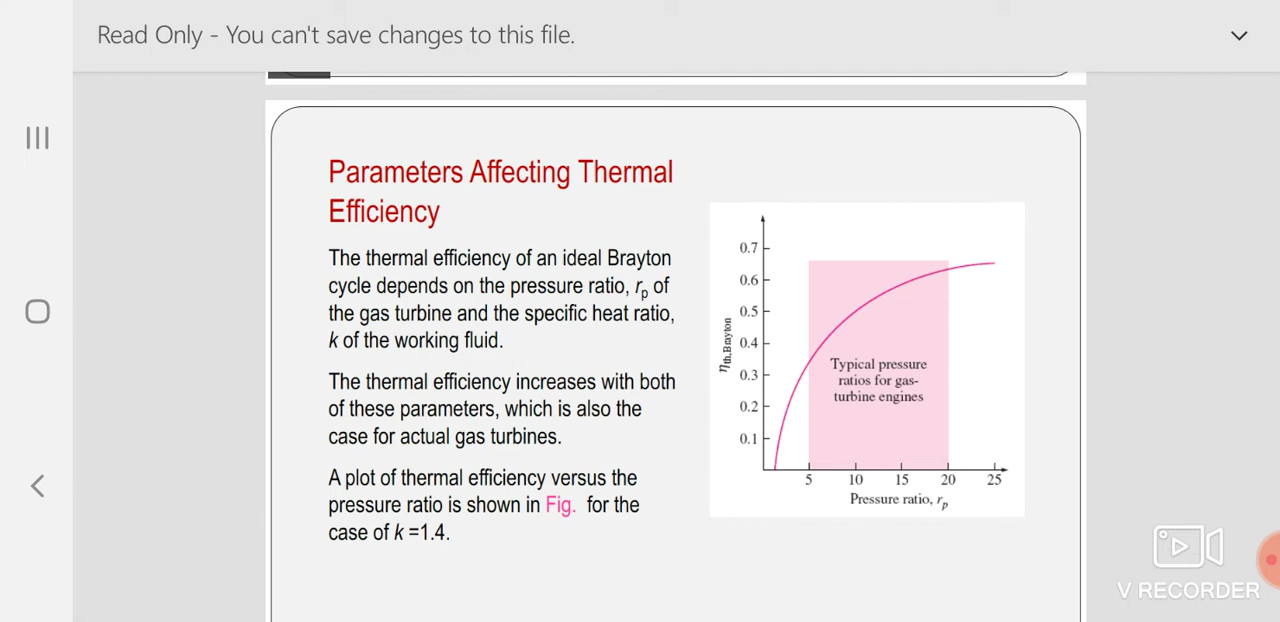 Read Only - You can't save changes to this file.
Parameters Affecting Thermal
Efficiency
The thermal efficiency of an ideal Brayton
cycle depends on the pressure ratio, rp of
the gas turbine and the specific heat ratio,
k of the working fluid.
The thermal efficiency increases with both
of these parameters, which is also the
case for actual gas turbines.
A plot of thermal efficiency versus the
pressure ratio is shown in Fig. for the
case of k =1.4.
0.7
0.6
0.5
0.4
0.3
0.2
0.1
ηth,Brayton
Typical pressure
ratios for gas-
turbine engines
5 10 15 20 25
Pressure ratio, rp
V RECORDER